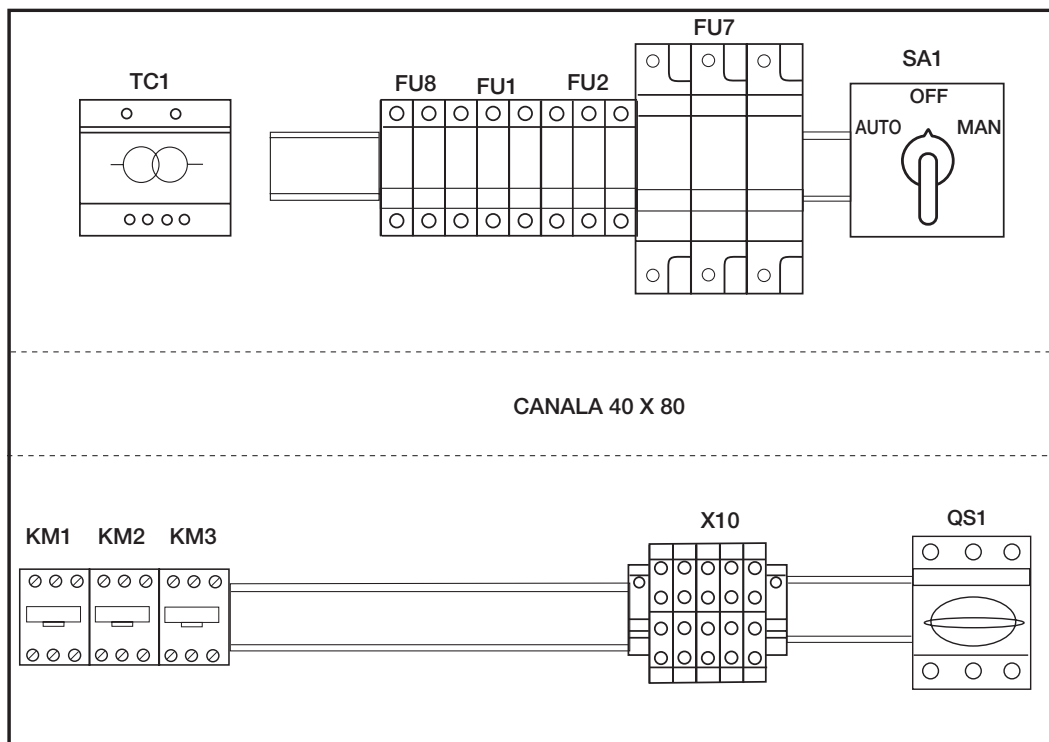 TC1
FU8
FU1
FU2
FU7
SA1
OFF
AUTO
MAN
CANALA 40 X 80
KM1
KM2
KM3
X10
QS1